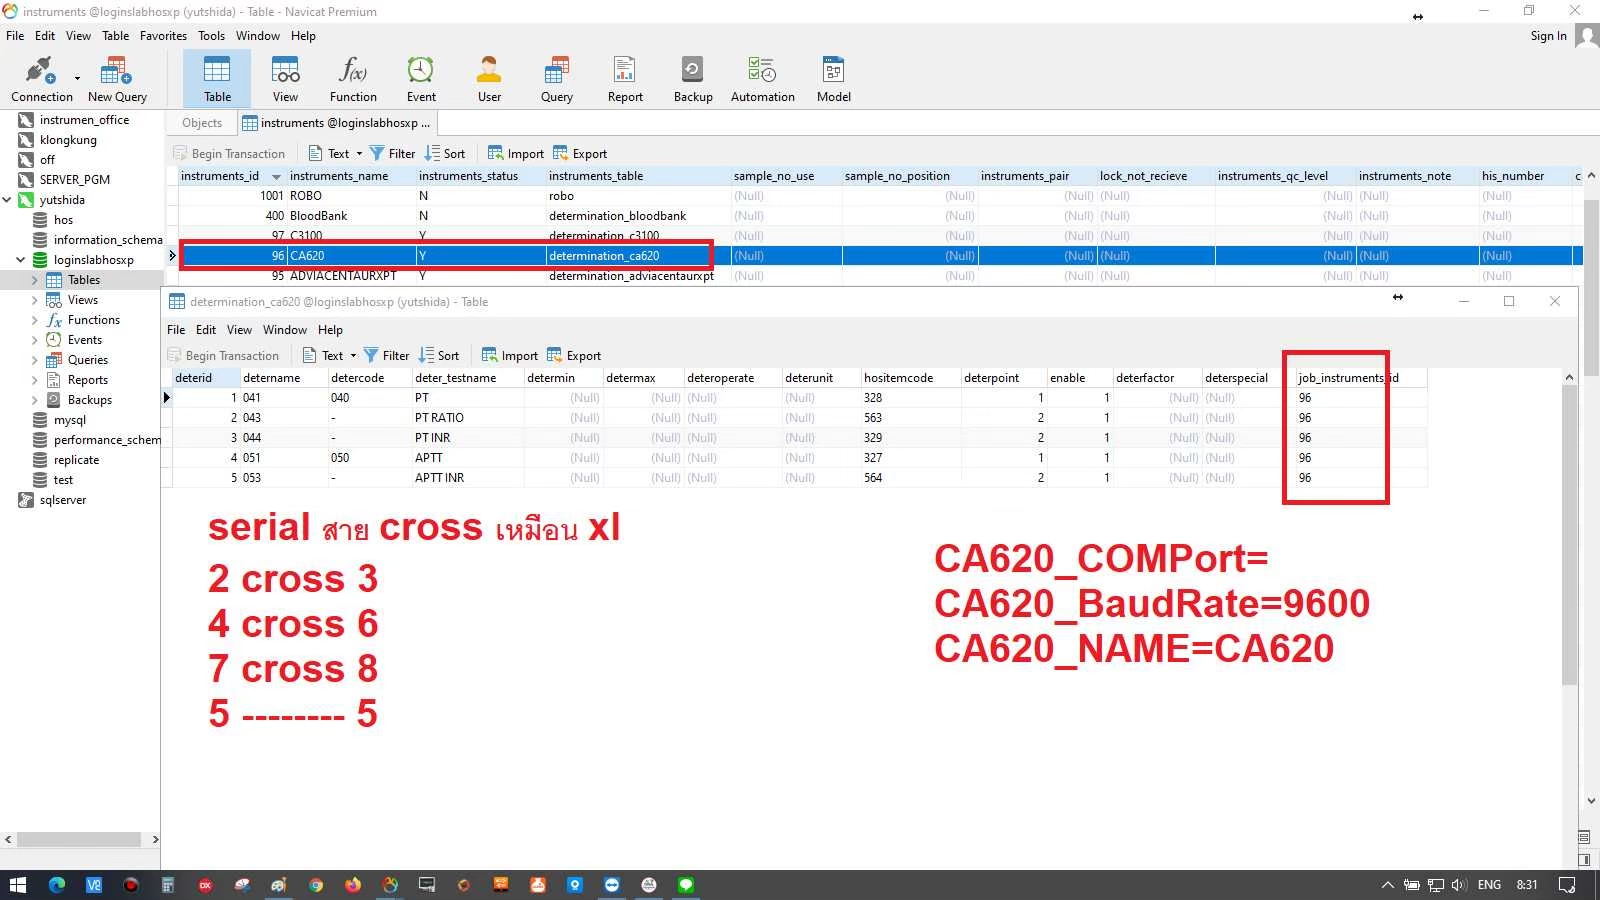 instruments @loginslabhosxp (yutshida) - Table - Navicat Premium
File Edit View Table Favorites Tools Window Help Sign In
Connection New Query Table View Function Event User Query Report Backup Automation Model
instrumen_office
klongkung
off
SERVER_PGM
yutshida
hos
information_schema
loginslabhosxp
Tables
Views
Functions
Events
Queries
Reports
Backups
mysql
performance_schem
replicate
test
sqlserver
Objects instruments @loginslabhosxp ...
Begin Transaction Text Filter Sort Import Export
instruments_id instruments_name instruments_status instruments_table sample_no_use sample_no_position instruments_pair lock_not_recieve instruments_qc_level instruments_note his_number c
1001 ROBO N robo (Null) (Null) (Null) (Null) (Null) (Null) (Null)
400 BloodBank N determination_bloodbank (Null) (Null) (Null) (Null) (Null) (Null) (Null)
97 C3100 Y determination_c3100 (Null) (Null) (Null) (Null) (Null) (Null) (Null)
96 CA620 Y determination_ca620 (Null) (Null) (Null) (Null) (Null) (Null) (Null)
95 ADVIACENTAURXPT Y determination_adviacentaurxpt (Null) (Null) (Null) (Null) (Null) (Null) (Null)
determination_ca620 @loginslabhosxp (yutshida) - Table
File Edit View Window Help
Begin Transaction Text Filter Sort Import Export
deterid detername detercode deter_testname determin determax deteroperate deterunit hositemcode deterpoint enable deterfactor deterspecial job_instruments_id
1 041 040 PT (Null) (Null) (Null) (Null) 328 1 1 (Null) (Null) 96
2 043 - PT RATIO (Null) (Null) (Null) (Null) 563 2 1 (Null) (Null) 96
3 044 - PT INR (Null) (Null) (Null) (Null) 329 2 1 (Null) (Null) 96
4 051 050 APTT (Null) (Null) (Null) (Null) 327 1 1 (Null) (Null) 96
5 053 - APTT INR (Null) (Null) (Null) (Null) 564 2 1 (Null) (Null) 96
serial สาย cross เหมือน xl
2 cross 3
4 cross 6
7 cross 8
5 -------- 5
CA620_COMPort=
CA620_BaudRate=9600
CA620_NAME=CA620
ENG 8:31